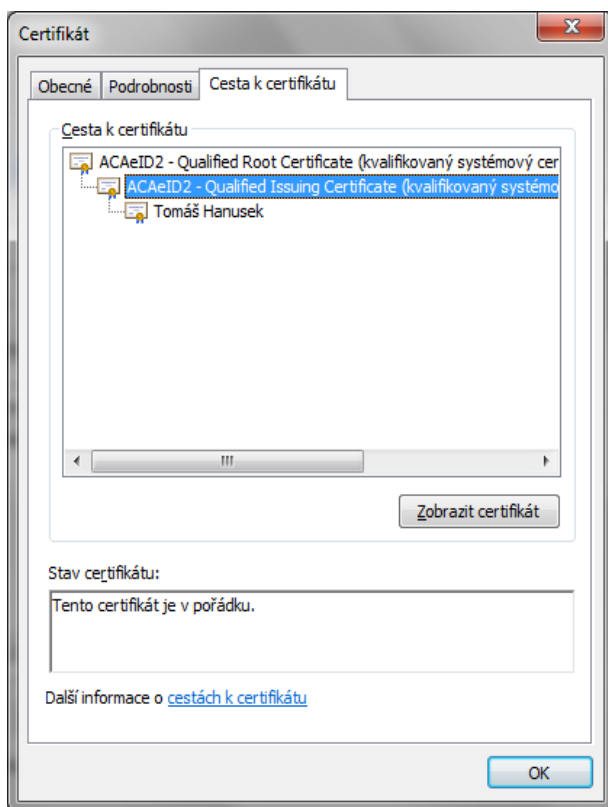 Certifikát
Obecné Podrobnosti Cesta k certifikátu
Cesta k certifikátu
ACAeID2 - Qualified Root Certificate (kvalifikovaný systémový cer
ACAeID2 - Qualified Issuing Certificate (kvalifikovaný systémo
Tomáš Hanusek
Zobrazit certifikát
Stav certifikátu:
Tento certifikát je v pořádku.
Další informace o cestách k certifikátu
OK